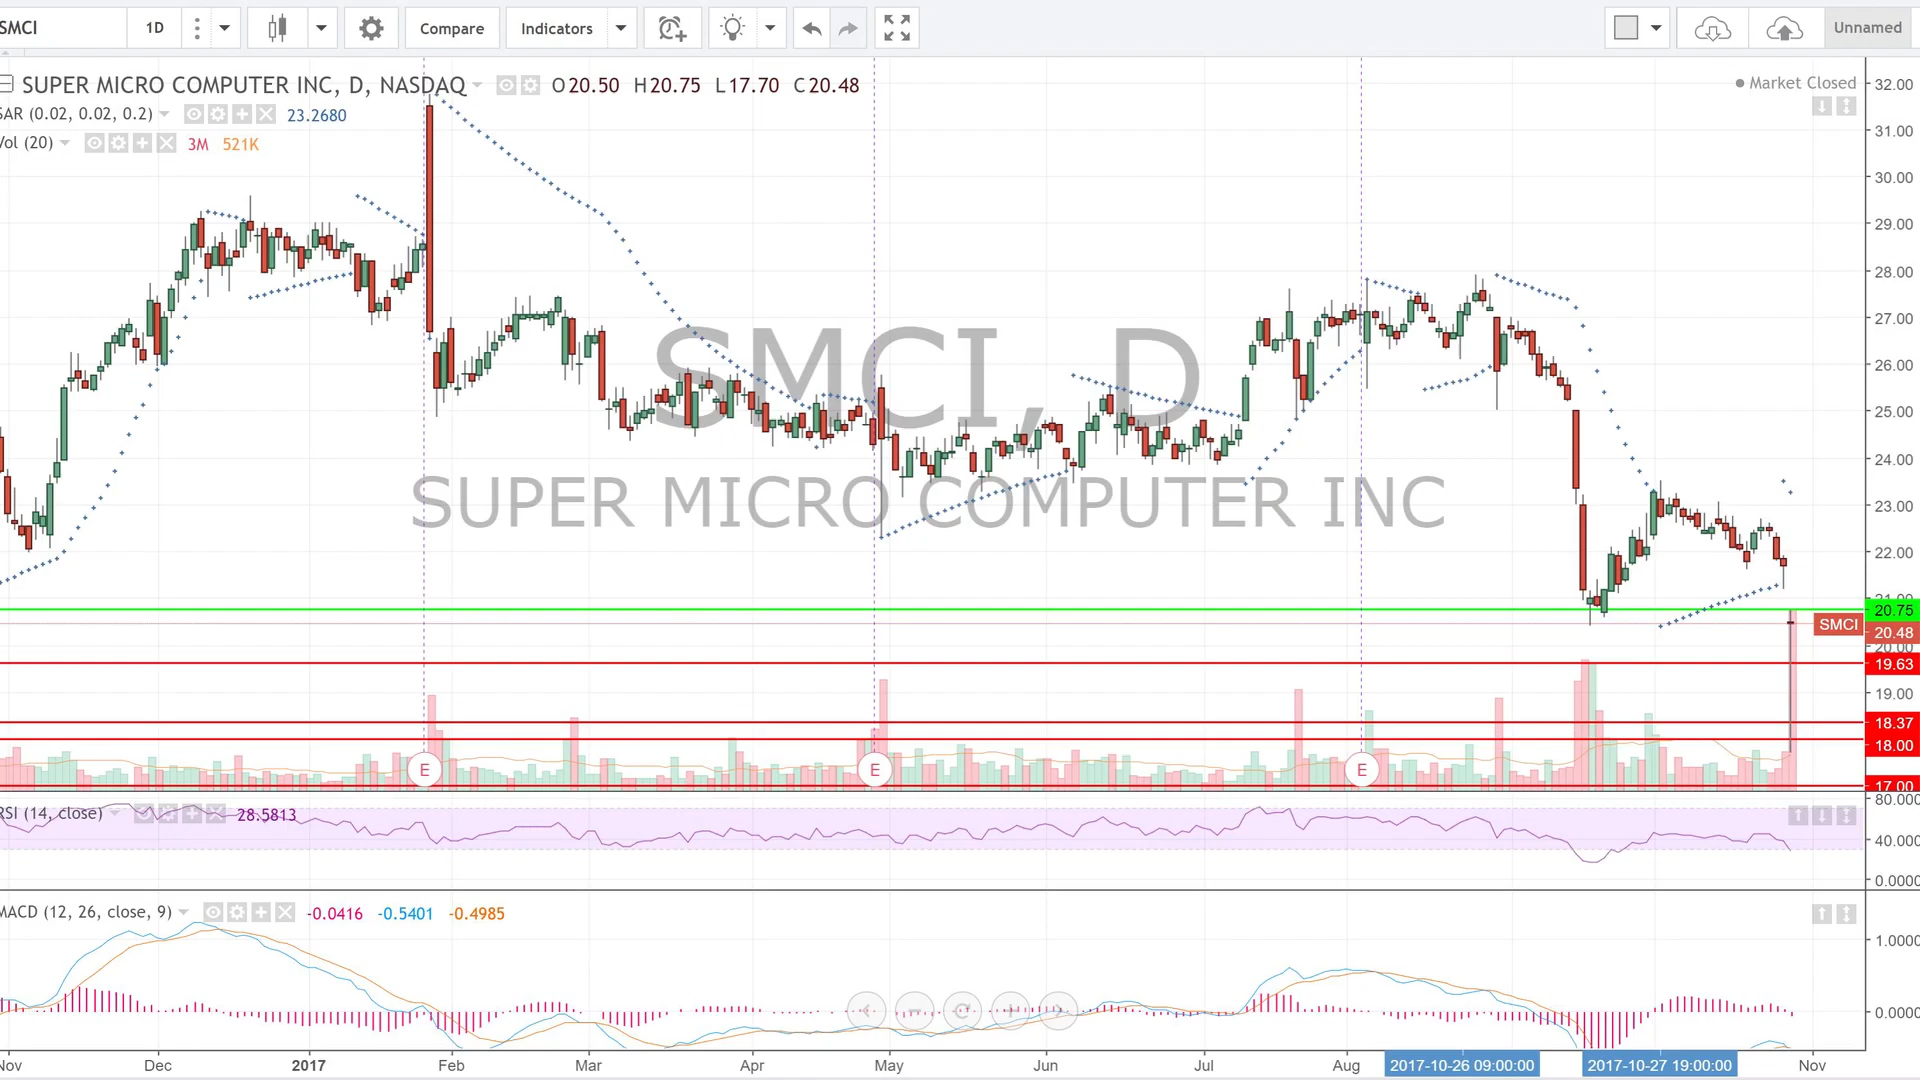 SMCI 1D Compare Indicators Unnamed
SUPER MICRO COMPUTER INC, D, NASDAQ O20.50 H20.75 L17.70 C20.48
Market Closed
SAR (0.02, 0.02, 0.2) 23.2680
Vol (20) 3M 521K
32.00
31.00
30.00
29.00
28.00
27.00
26.00
25.00
24.00
23.00
22.00
21.00
20.75
SMCI 20.48
20.00
19.63
19.00
18.37
18.00
17.00
SMCI, D
SUPER MICRO COMPUTER INC
E E E
RSI (14, close) 28.5813
80.000
40.000
0.0000
MACD (12, 26, close, 9) -0.0416 -0.5401 -0.4985
1.0000
0.0000
Nov Dec 2017 Feb Mar Apr May Jun Jul Aug 2017-10-26 09:00:00 2017-10-27 19:00:00 Nov